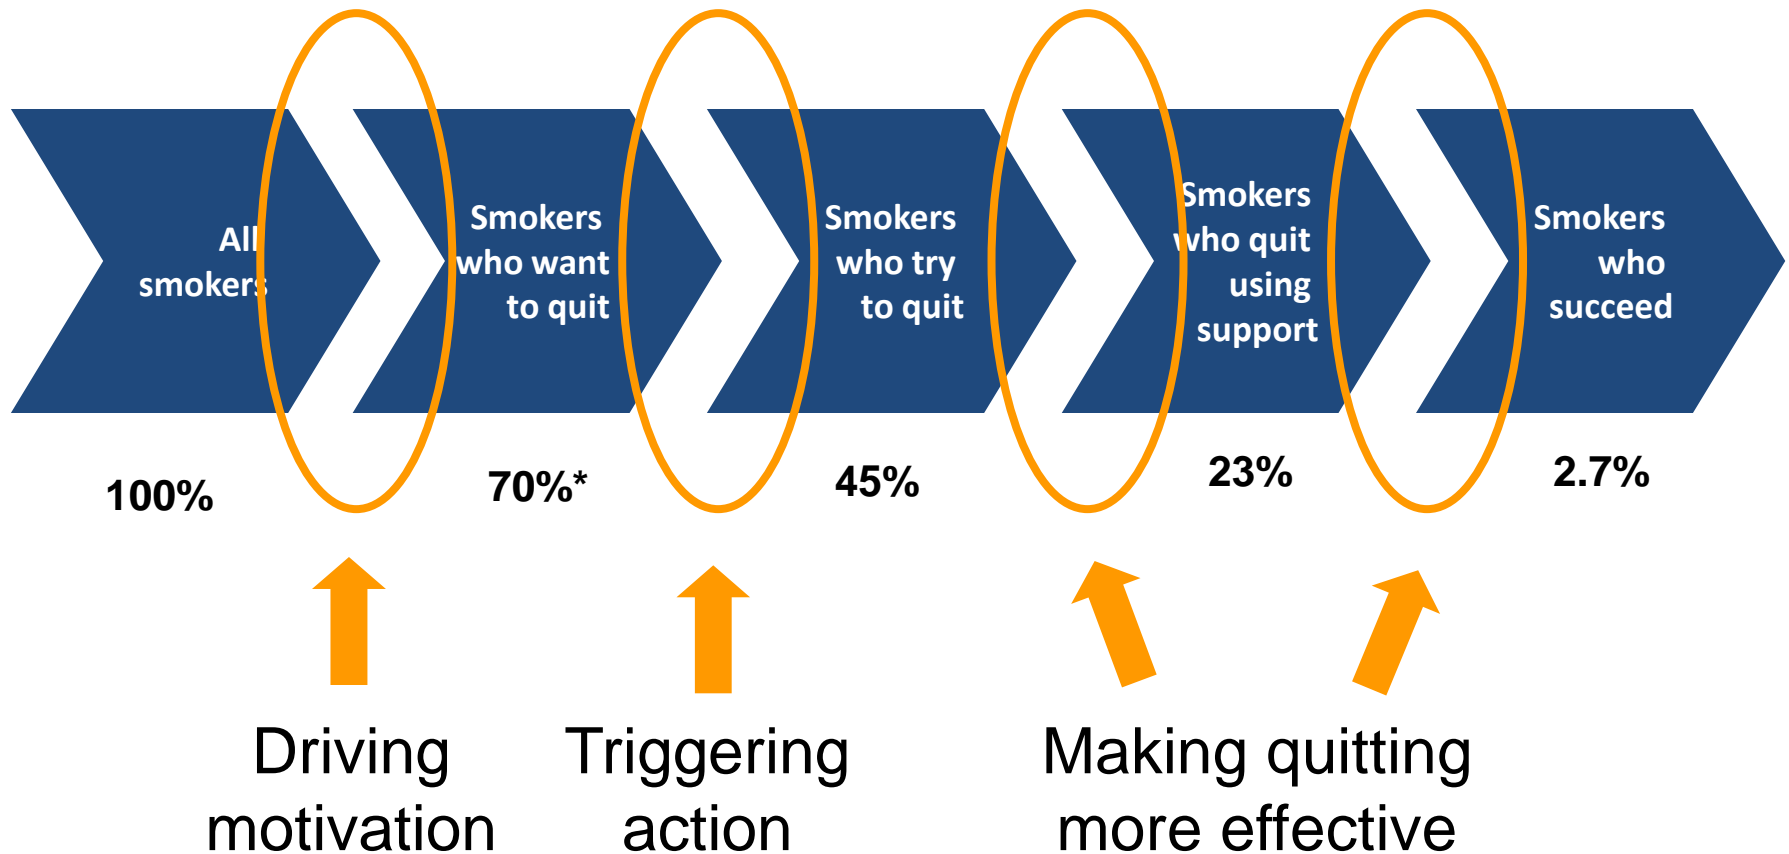 All
smokers
Smokers
who want
to quit
Smokers
who try
to quit
Smokers
who quit
using
support
Smokers
who
succeed
100%
70%*
45%
23%
2.7%
Driving
motivation
Triggering
action
Making quitting
more effective